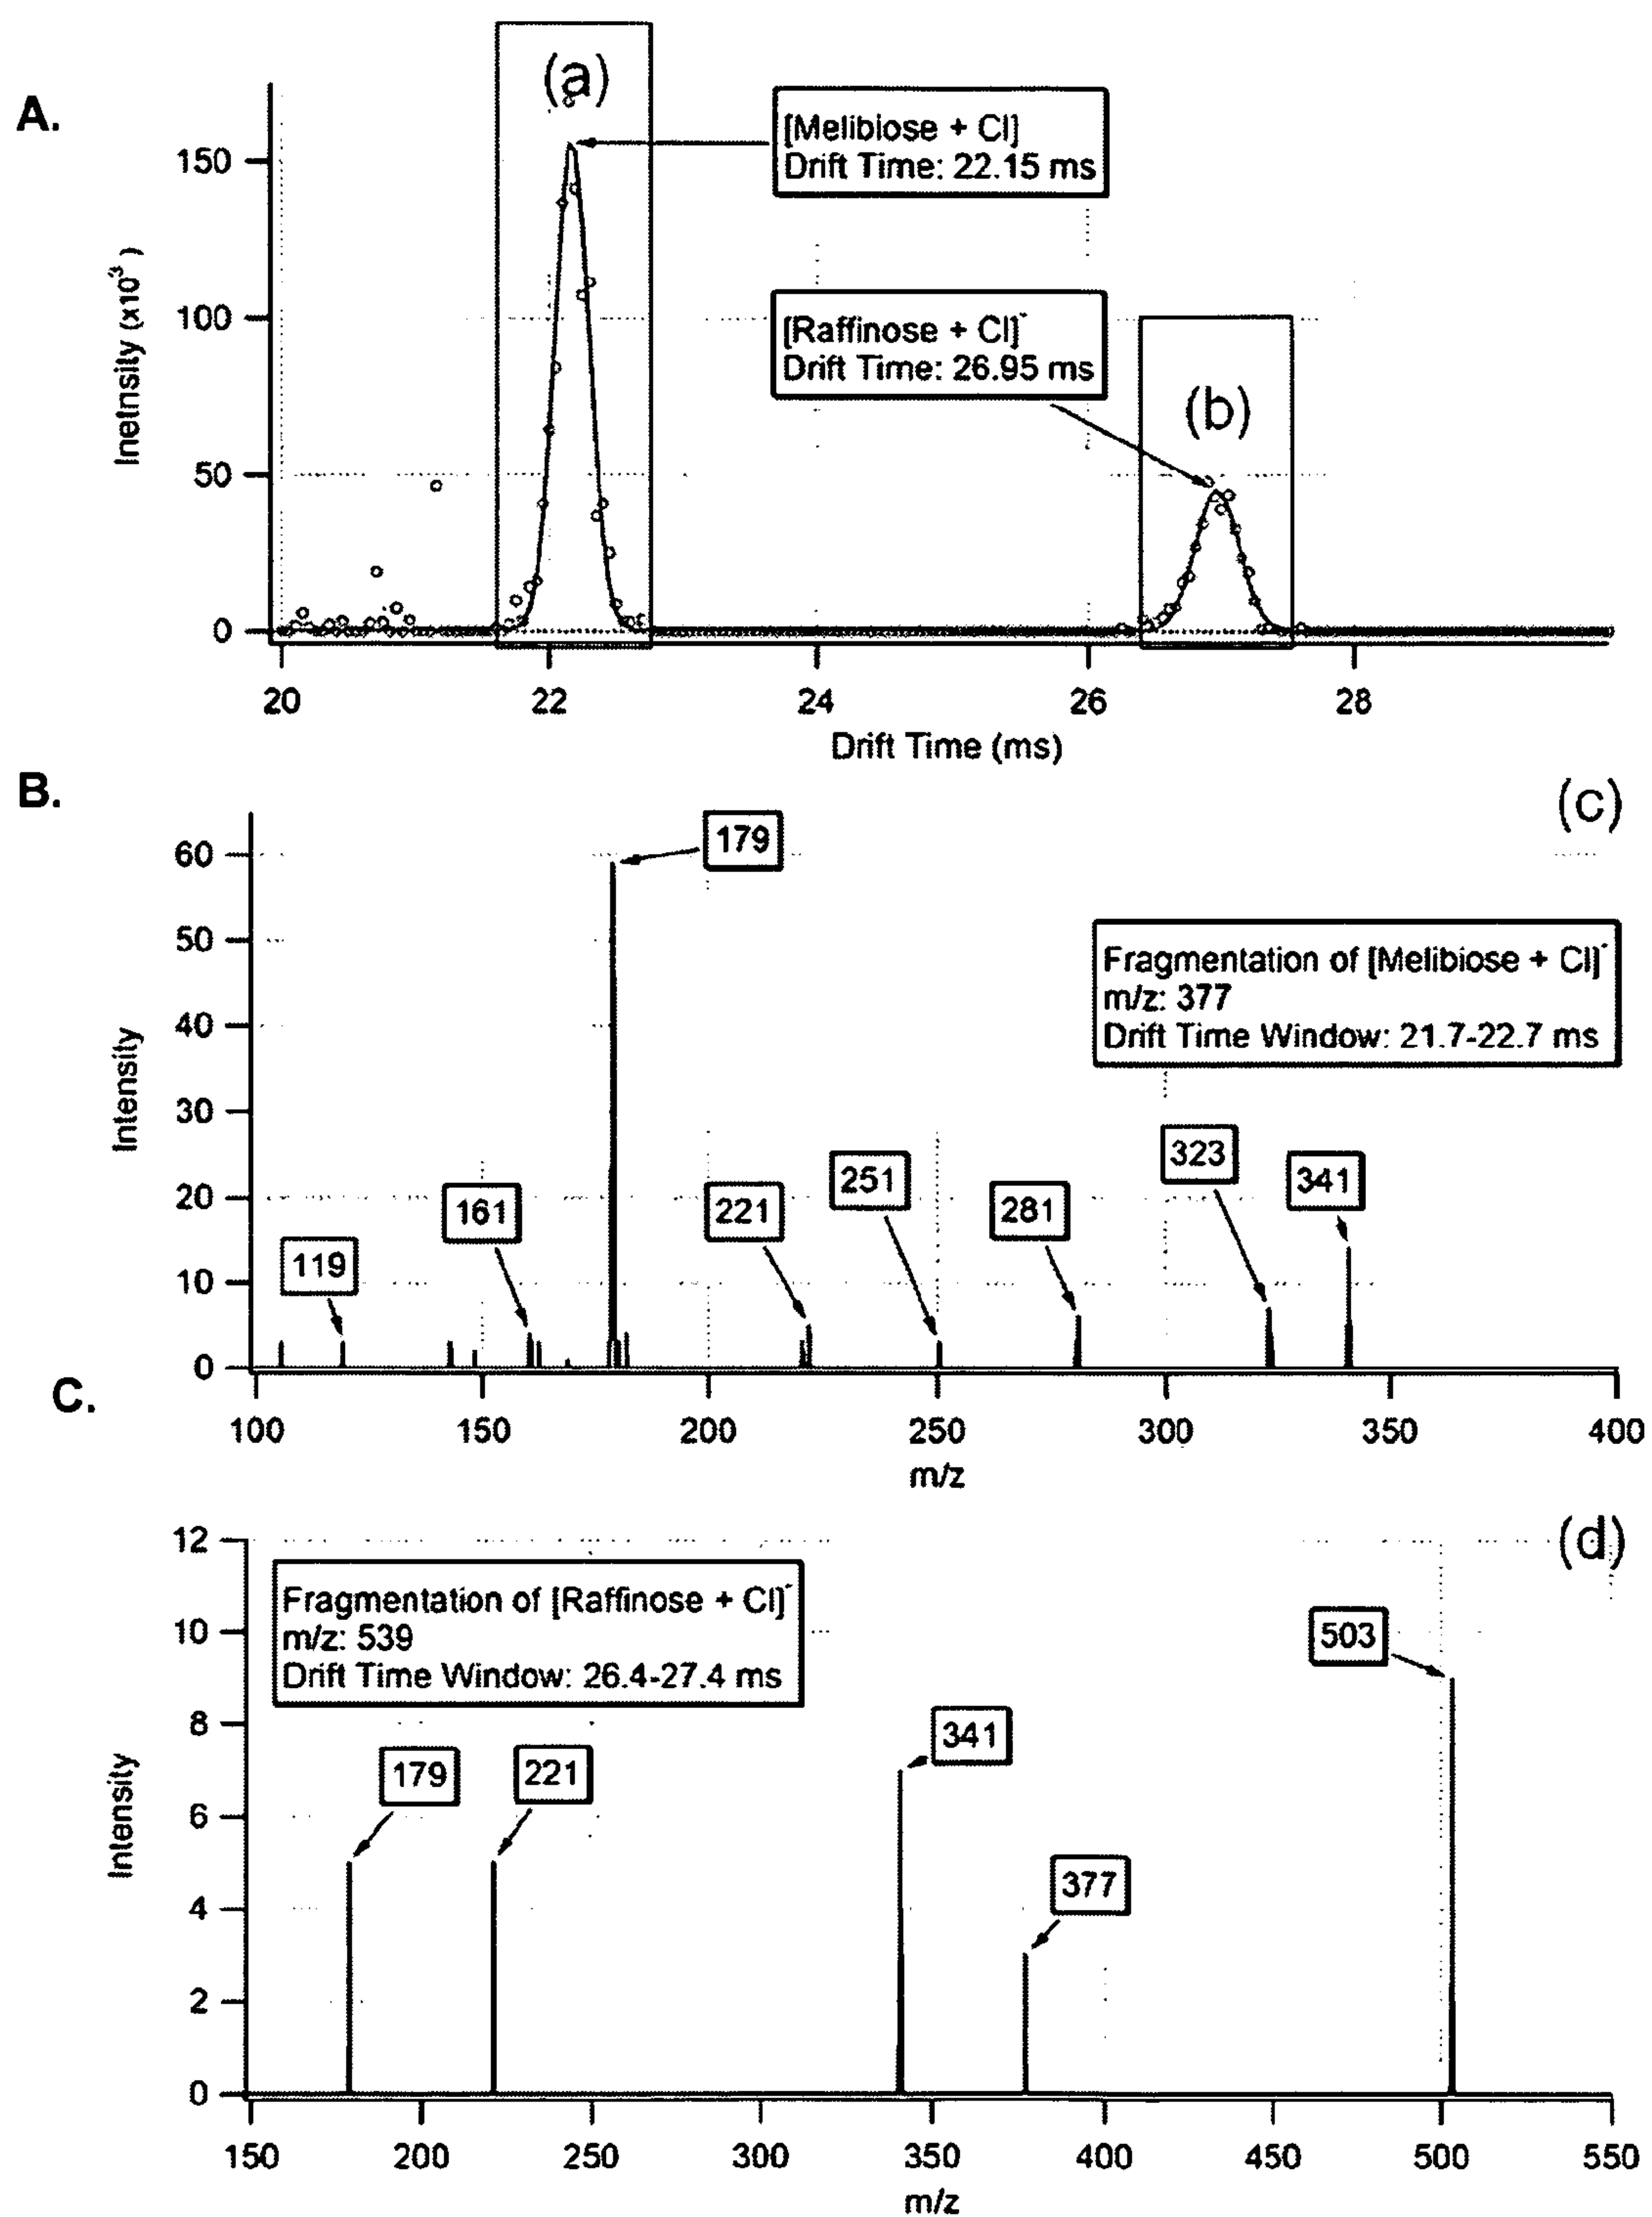 A.
(a)
[Melibiose + Cl]
Drift Time: 22.15 ms
[Raffinose + Cl]-
Drift Time: 26.95 ms
(b)
Inetnsity (x10³)
150
100
50
0
20 22 24 26 28
Drift Time (ms)
B.
(c)
179
Fragmentation of [Melibiose + Cl]-
m/z: 377
Drift Time Window: 21.7-22.7 ms
Intensity
60
50
40
30
20
10
0
119
161
221
251
281
323
341
100 150 200 250 300 350 400
m/z
C.
(d)
Fragmentation of [Raffinose + Cl]-
m/z: 539
Drift Time Window: 26.4-27.4 ms
Intensity
12
10
8
6
4
2
0
179
221
341
377
503
150 200 250 300 350 400 450 500 550
m/z